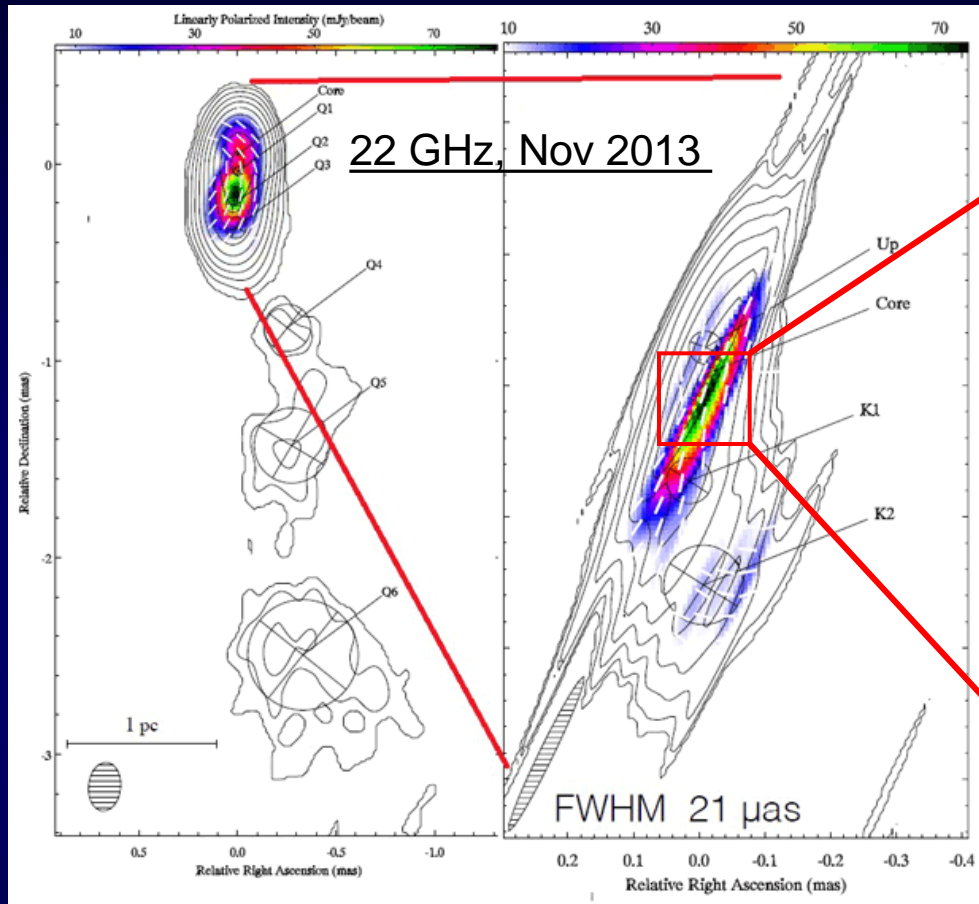 Linearly Polarized Intensity (mJy/beam)
10 30 50 70
10 30 50 70
Core
Q1
Q2
Q3
22 GHz, Nov 2013
Q4
Q5
Q6
Up
Core
K1
K2
0
-1
-2
-3
Relative Declination (mas)
1 pc
FWHM 21 µas
0.5 0.0 -0.5 -1.0
Relative Right Ascension (mas)
0.2 0.1 0.0 -0.1 -0.2 -0.3 -0.4
Relative Right Ascension (mas)